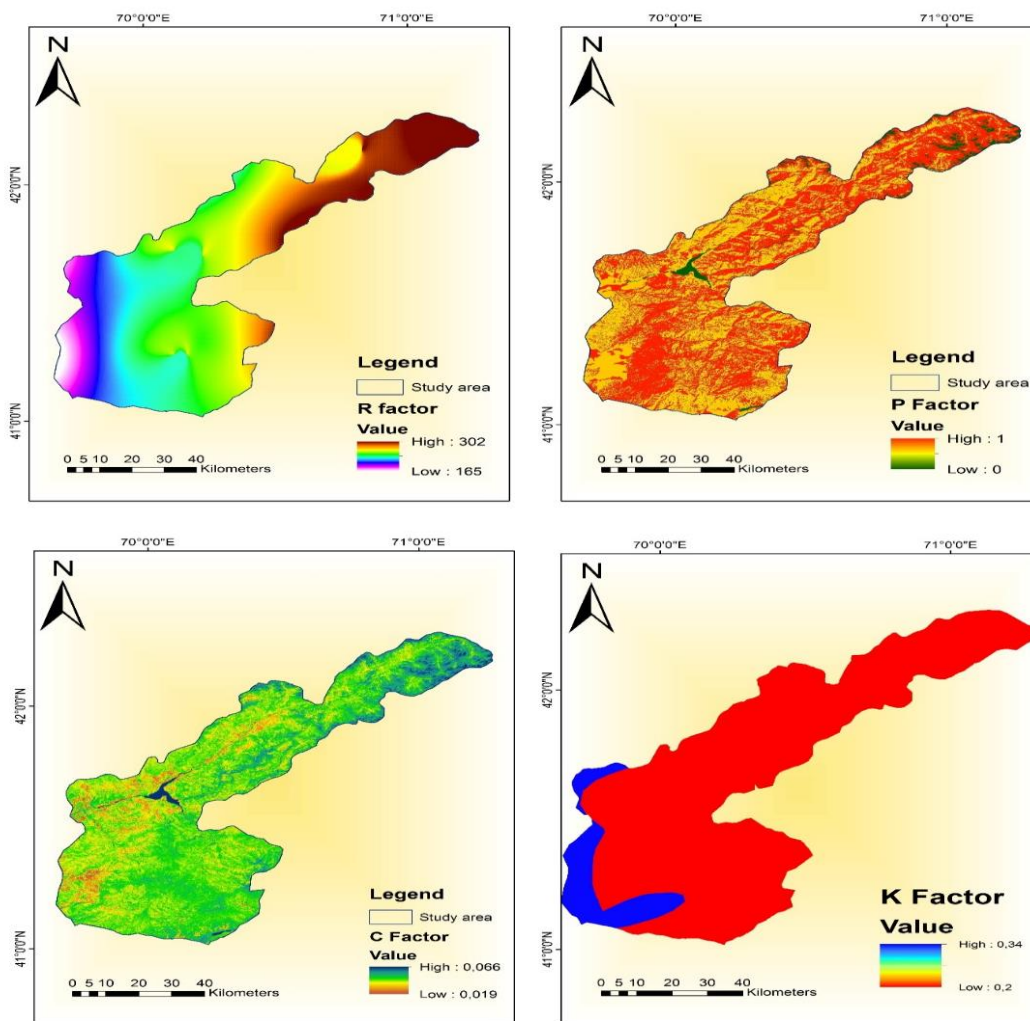 70°0'0"E 71°0'0"E
N
42°0'0"N
41°0'0"N
Legend
Study area
R factor
Value
High : 302
Low : 165
0 5 10 20 30 40
Kilometers
70°0'0"E 71°0'0"E
N
42°0'0"N
41°0'0"N
Legend
Study area
P Factor
Value
High : 1
Low : 0
0 5 10 20 30 40
Kilometers
70°0'0"E 71°0'0"E
N
42°0'0"N
41°0'0"N
Legend
Study area
C Factor
Value
High : 0,066
Low : 0,019
0 5 10 20 30 40
Kilometers
70°0'0"E 71°0'0"E
N
42°0'0"N
41°0'0"N
K Factor
Value
High : 0,34
Low : 0,2
0 5 10 20 30 40
Kilometers